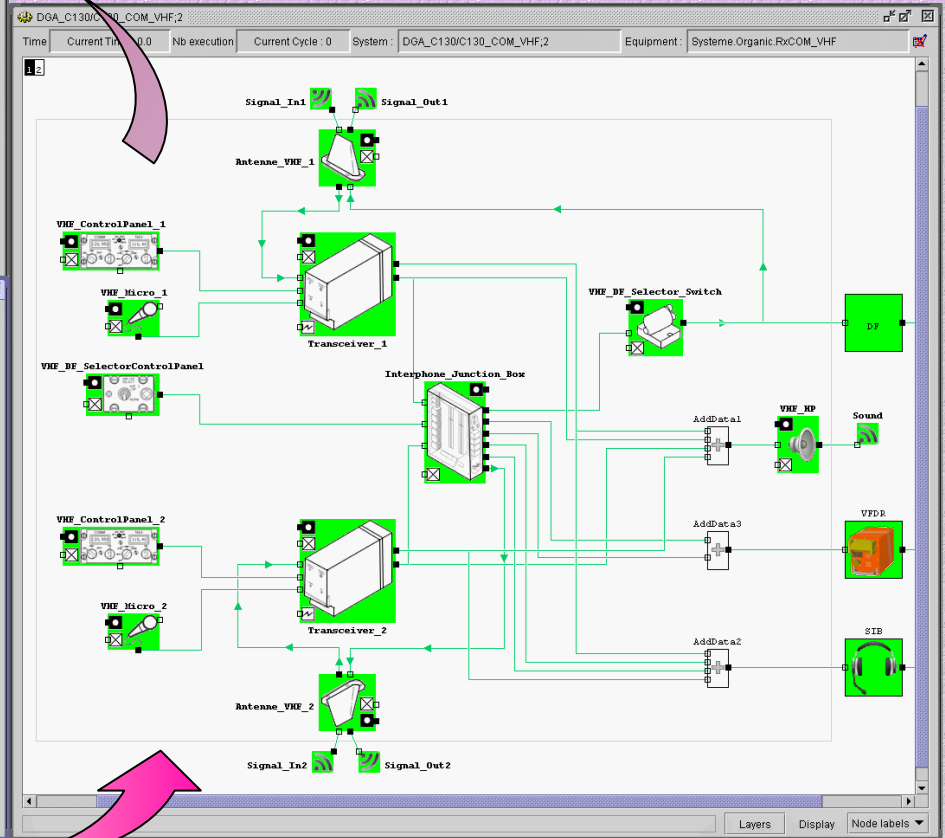 DGA_C130/C130_COM_VHF;2
Time Current Tim 0.0 Nb execution Current Cycle : 0 System : DGA_C130/C130_COM_VHF;2 Equipment : Systeme.Organic.RxCOM_VHF
1 2
Signal_In1 Signal_Out1
Antenne_VHF_1
VHF_ControlPanel_1
VHF_Micro_1
VHF_DF_Selector_Switch
DF
Transceiver_1
VHF_DF_SelectorControlPanel
Interphone_Junction_Box
AddData1
VHF_HP
Sound
VHF_ControlPanel_2
AddData3
VFDR
VHF_Micro_2
Transceiver_2
AddData2
SIB
Antenne_VHF_2
Signal_In2 Signal_Out2
Layers Display Node labels